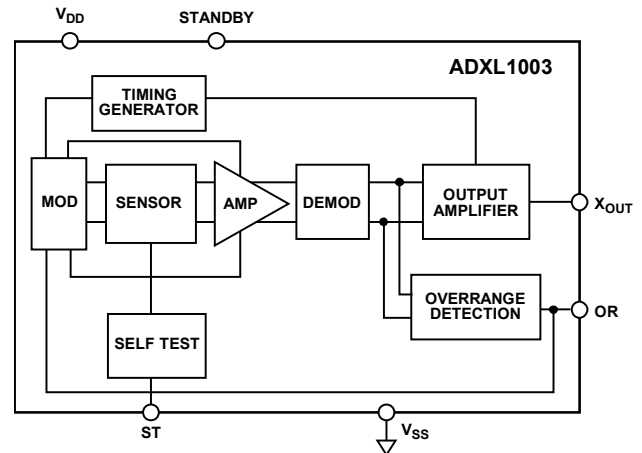 VDD
STANDBY
ADXL1003
TIMING
GENERATOR
MOD
SENSOR
AMP
DEMOD
OUTPUT
AMPLIFIER
XOUT
OVERRANGE
DETECTION
OR
SELF TEST
ST
VSS